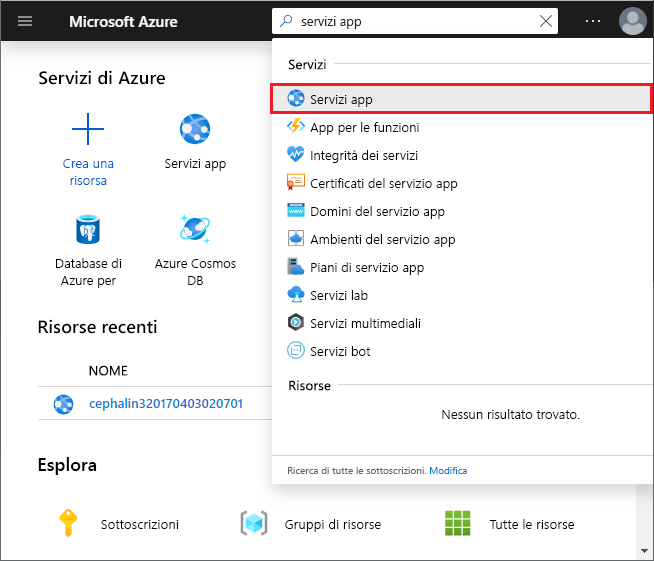 Microsoft Azure
servizi app
Servizi di Azure
Crea una
risorsa
Servizi app
Database di
Azure per
Azure Cosmos
DB
Risorse recenti
NOME
cephalin320170403020701
Esplora
Sottoscrizioni
Gruppi di risorse
Tutte le risorse
Servizi
Servizi app
App per le funzioni
Integrità dei servizi
Certificati del servizio app
Domini del servizio app
Ambienti del servizio app
Piani di servizio app
Servizi lab
Servizi multimediali
Servizi bot
Risorse
Nessun risultato trovato.
Ricerca di tutte le sottoscrizioni. Modifica